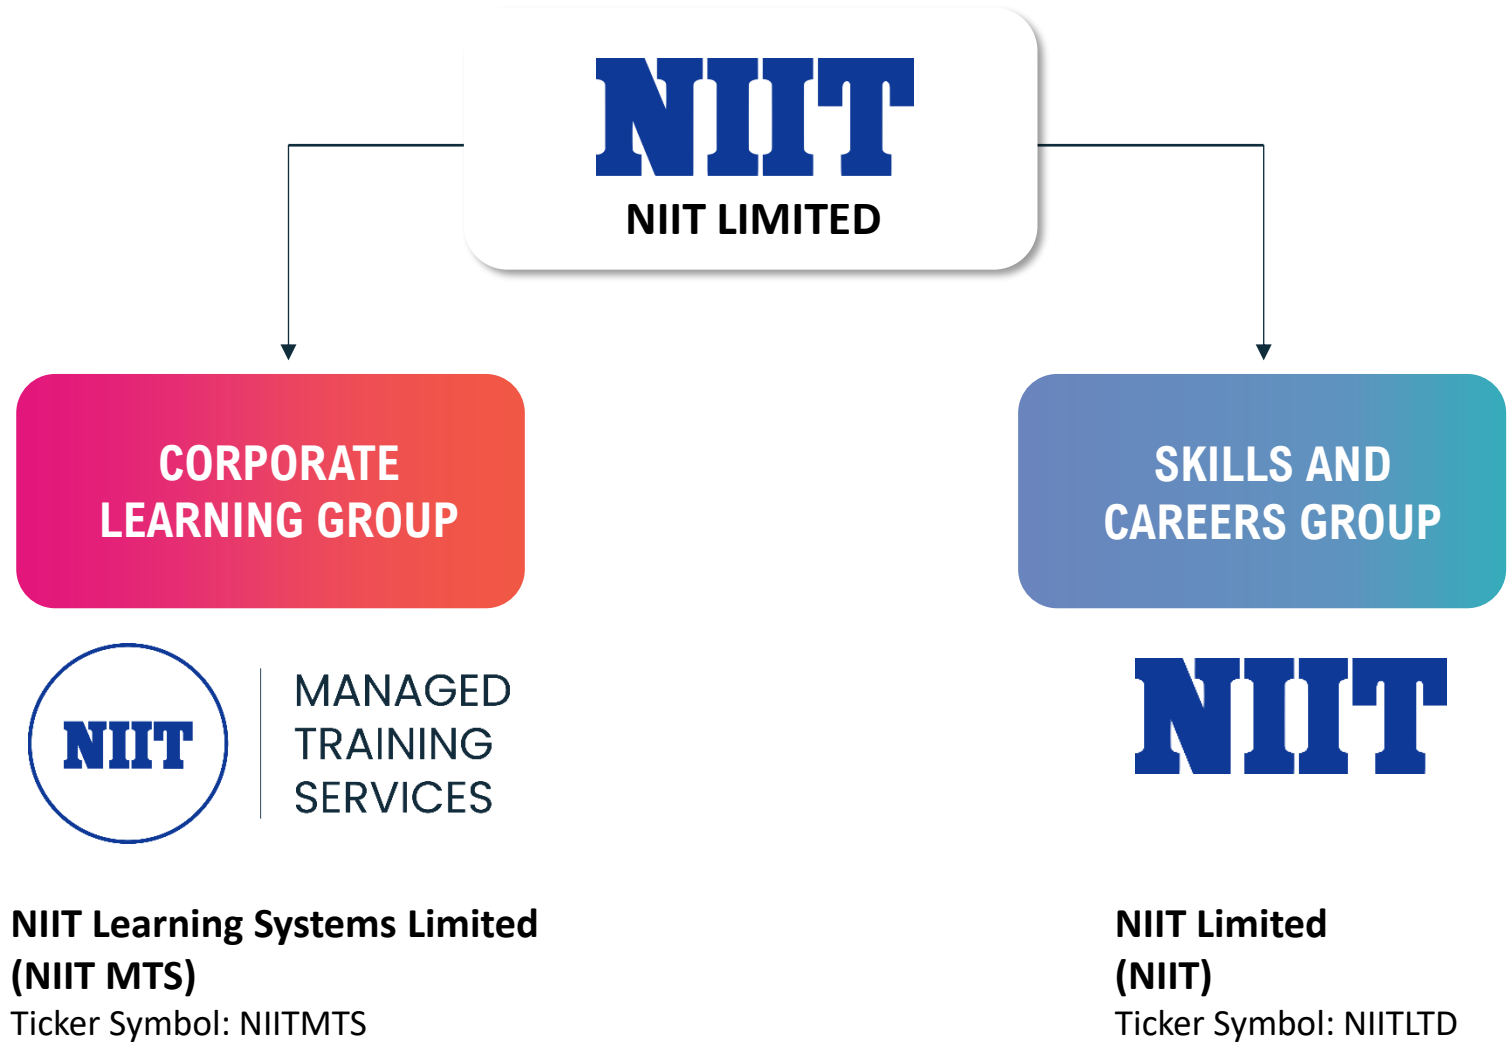 NIIT
NIIT LIMITED
CORPORATE
LEARNING GROUP
SKILLS AND
CAREERS GROUP
NIIT
MANAGED
TRAINING
SERVICES
NIIT
NIIT Learning Systems Limited
(NIIT MTS)
Ticker Symbol: NIITMTS
NIIT Limited
(NIIT)
Ticker Symbol: NIITLTD